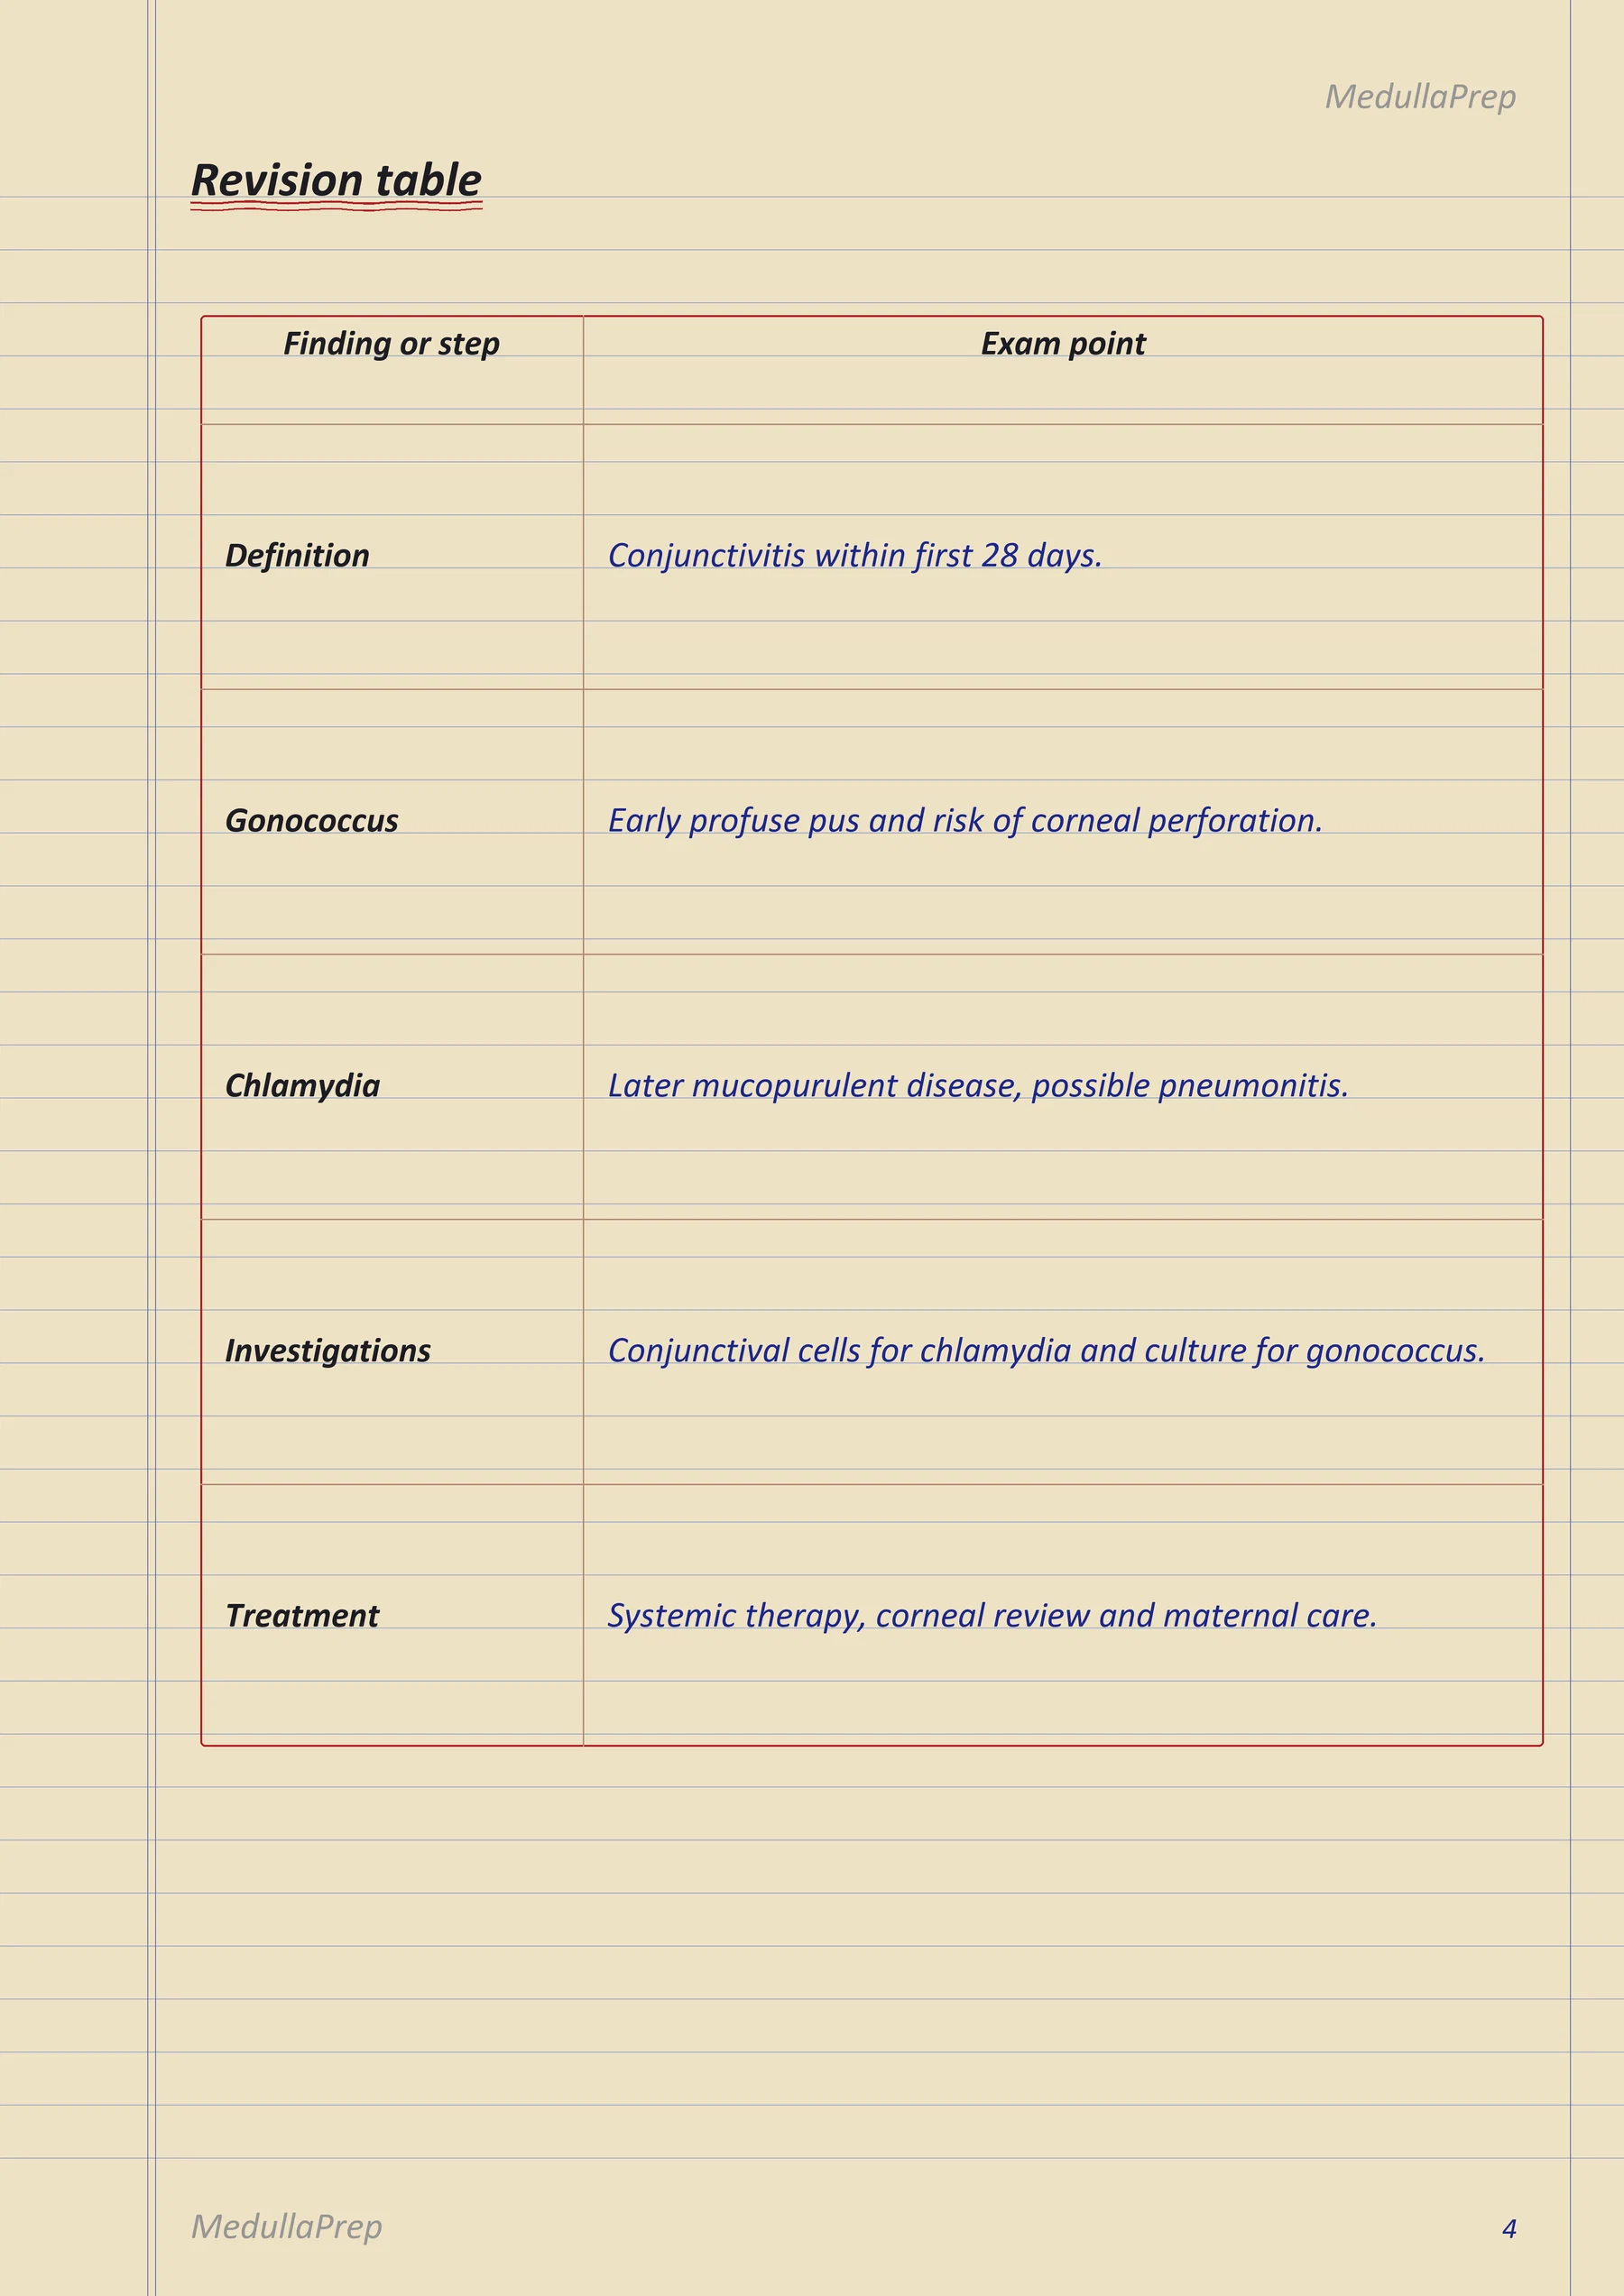 MedullaPrep
Revision table
Finding or step
Exam point
Definition
Conjunctivitis within first 28 days.
Gonococcus
Early profuse pus and risk of corneal perforation.
Chlamydia
Later mucopurulent disease, possible pneumonitis.
Investigations
Conjunctival cells for chlamydia and culture for gonococcus.
Treatment
Systemic therapy, corneal review and maternal care.
MedullaPrep
4